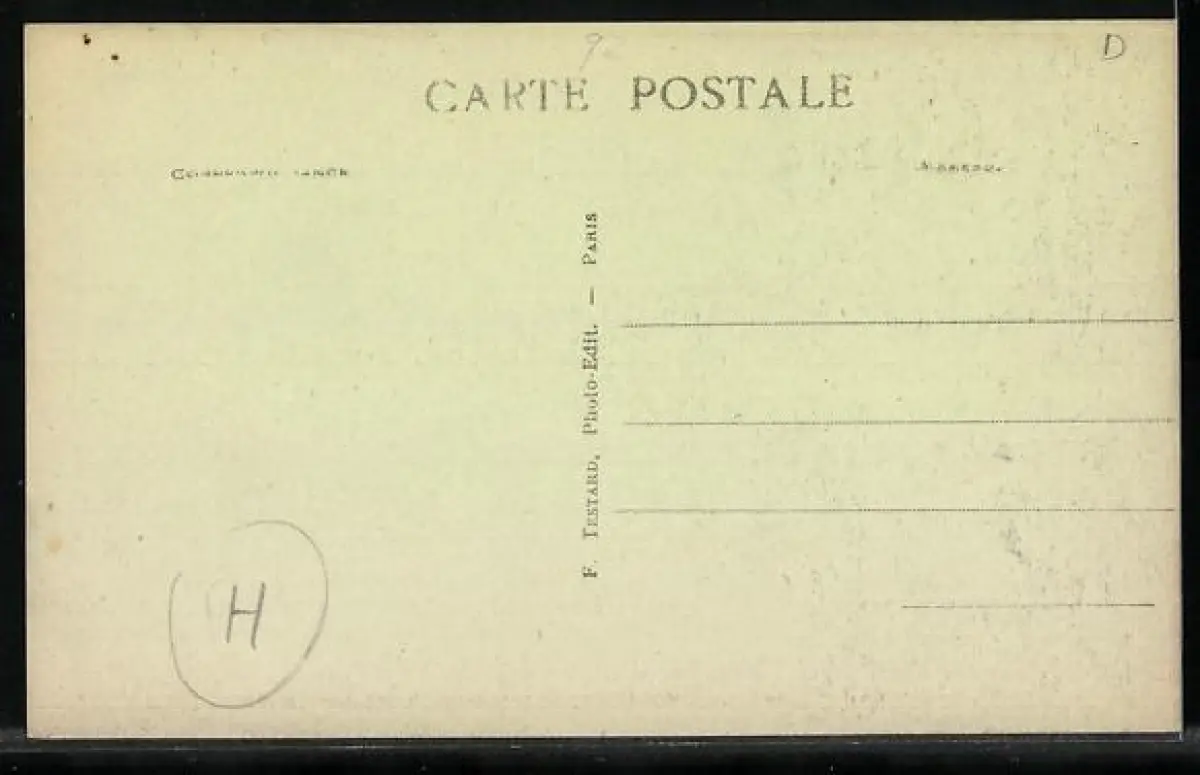 9
D
CARTE POSTALE
F. TESTARD, Photo-Edit. — PARIS
H